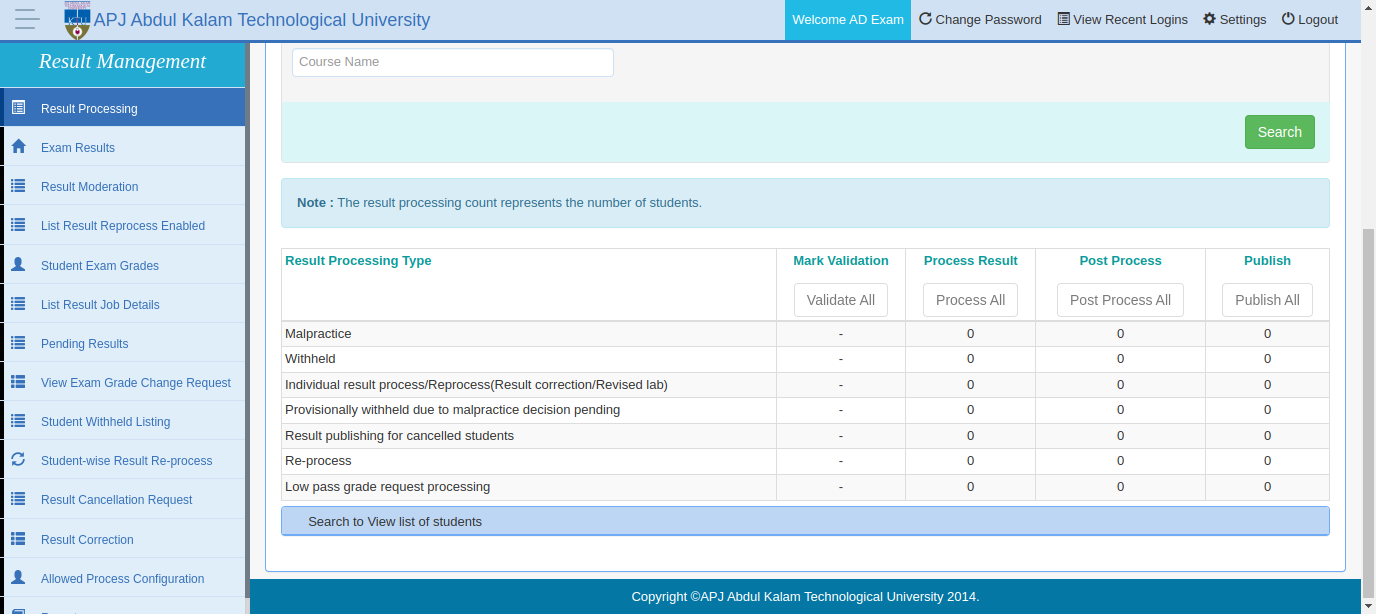 APJ Abdul Kalam Technological University
Welcome AD Exam Change Password View Recent Logins Settings Logout
Result Management
Result Processing
Exam Results
Result Moderation
List Result Reprocess Enabled
Student Exam Grades
List Result Job Details
Pending Results
View Exam Grade Change Request
Student Withheld Listing
Student-wise Result Re-process
Result Cancellation Request
Result Correction
Allowed Process Configuration
Course Name
Search
Note : The result processing count represents the number of students.
Result Processing Type Mark Validation Process Result Post Process Publish
Validate All Process All Post Process All Publish All
Malpractice - 0 0 0
Withheld - 0 0 0
Individual result process/Reprocess(Result correction/Revised lab) - 0 0 0
Provisionally withheld due to malpractice decision pending - 0 0 0
Result publishing for cancelled students - 0 0 0
Re-process - 0 0 0
Low pass grade request processing - 0 0 0
Search to View list of students
Copyright ©APJ Abdul Kalam Technological University 2014.